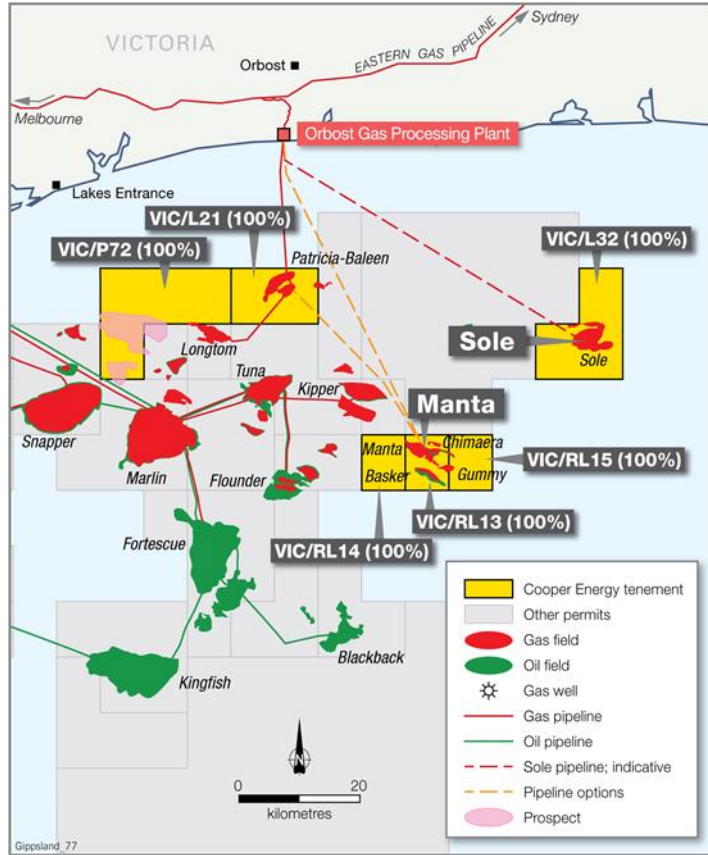 VICTORIA
Sydney
Orbost
EASTERN GAS PIPELINE
Melbourne
Orbost Gas Processing Plant
Lakes Entrance
VIC/L21 (100%)
VIC/P72 (100%)
VIC/L32 (100%)
Patricia-Baleen
Longtom
Sole
Sole
Tuna
Kipper
Manta
Snapper
Marlin
Flounder
Manta
Chimaera
Basker
Gummy
VIC/RL15 (100%)
VIC/RL13 (100%)
VIC/RL14 (100%)
Fortescue
Blackback
Kingfish
Cooper Energy tenement
Other permits
Gas field
Oil field
Gas well
Gas pipeline
Oil pipeline
Sole pipeline; indicative
Pipeline options
Prospect
N
0 20
kilometres
Gippsland_77